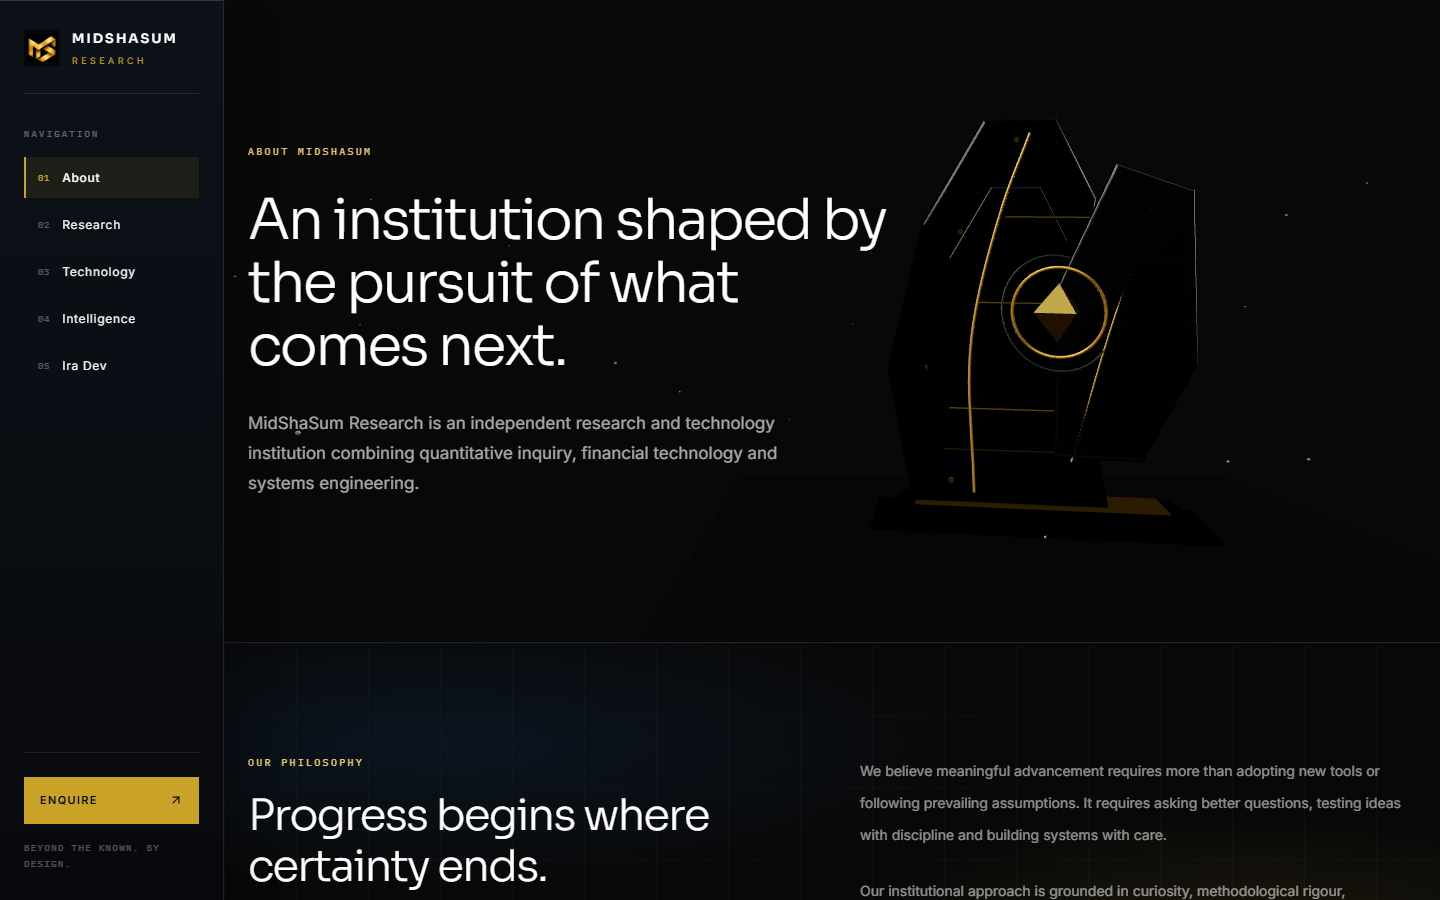 MIDSHASUM
RESEARCH
NAVIGATION
01 About
02 Research
03 Technology
04 Intelligence
05 Ira Dev
ENQUIRE
BEYOND THE KNOWN. BY
DESIGN.
ABOUT MIDSHASUM
An institution shaped by
the pursuit of what
comes next.
MidShaSum Research is an independent research and technology
institution combining quantitative inquiry, financial technology and
systems engineering.
OUR PHILOSOPHY
Progress begins where
certainty ends.
We believe meaningful advancement requires more than adopting new tools or
following prevailing assumptions. It requires asking better questions, testing ideas
with discipline and building systems with care.
Our institutional approach is grounded in curiosity, methodological rigour,